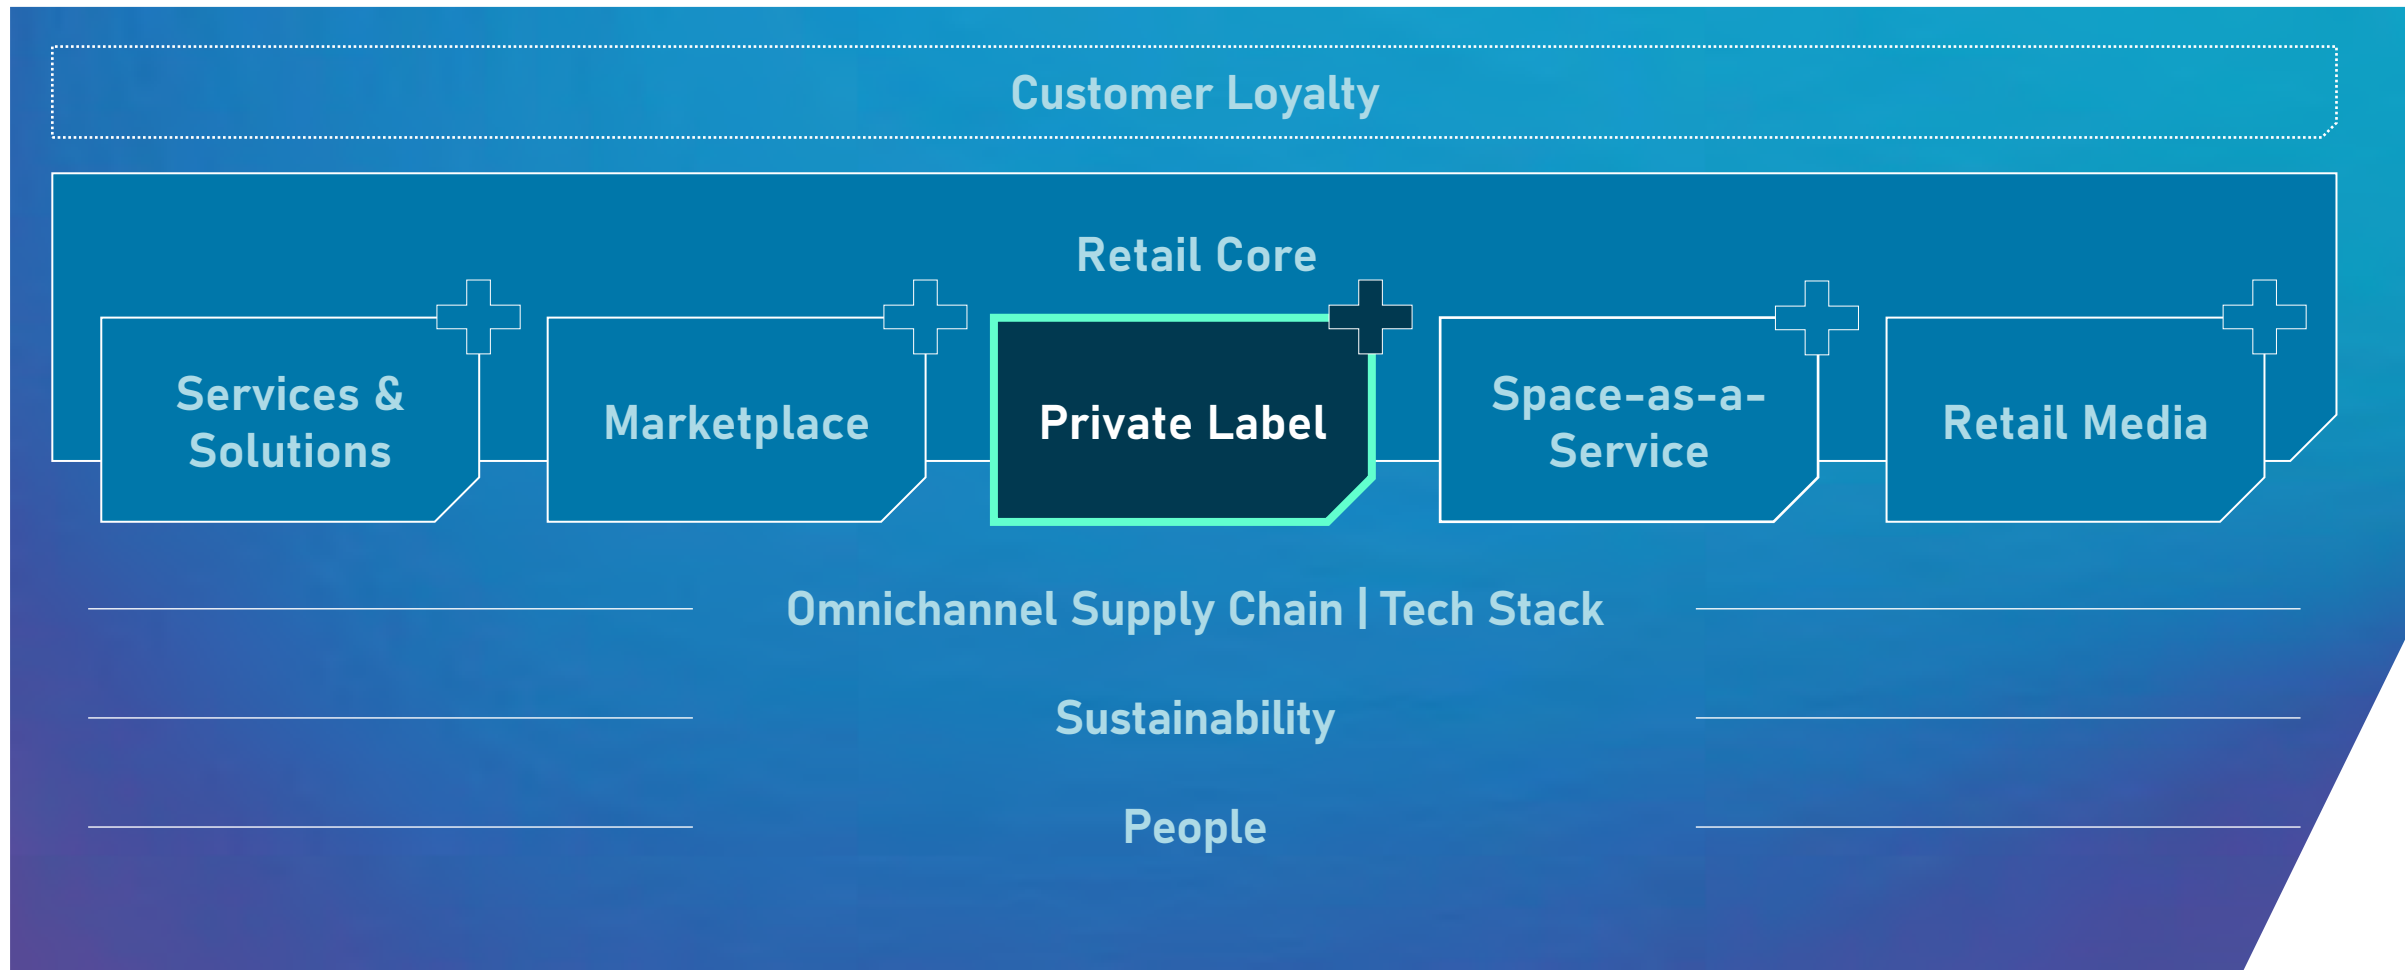 Customer Loyalty
Retail Core
Services &
Solutions
Marketplace
Private Label
Space-as-a-
Service
Retail Media
Omnichannel Supply Chain | Tech Stack
Sustainability
People